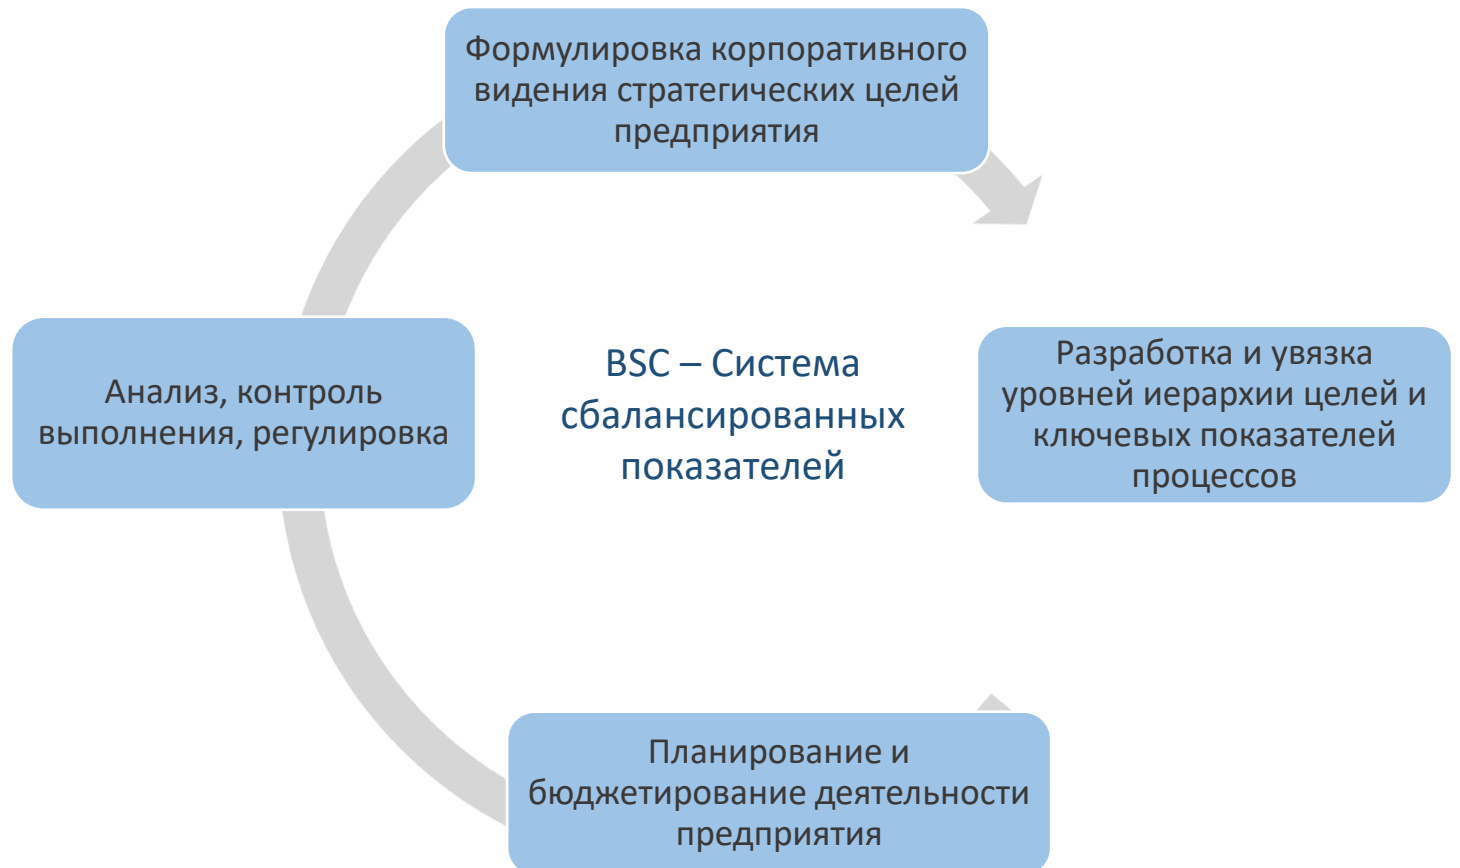 Формулировка корпоративного
видения стратегических целей
предприятия
Анализ, контроль
выполнения, регулировка
BSC – Система
сбалансированных
показателей
Разработка и увязка
уровней иерархии целей и
ключевых показателей
процессов
Планирование и
бюджетирование деятельности
предприятия